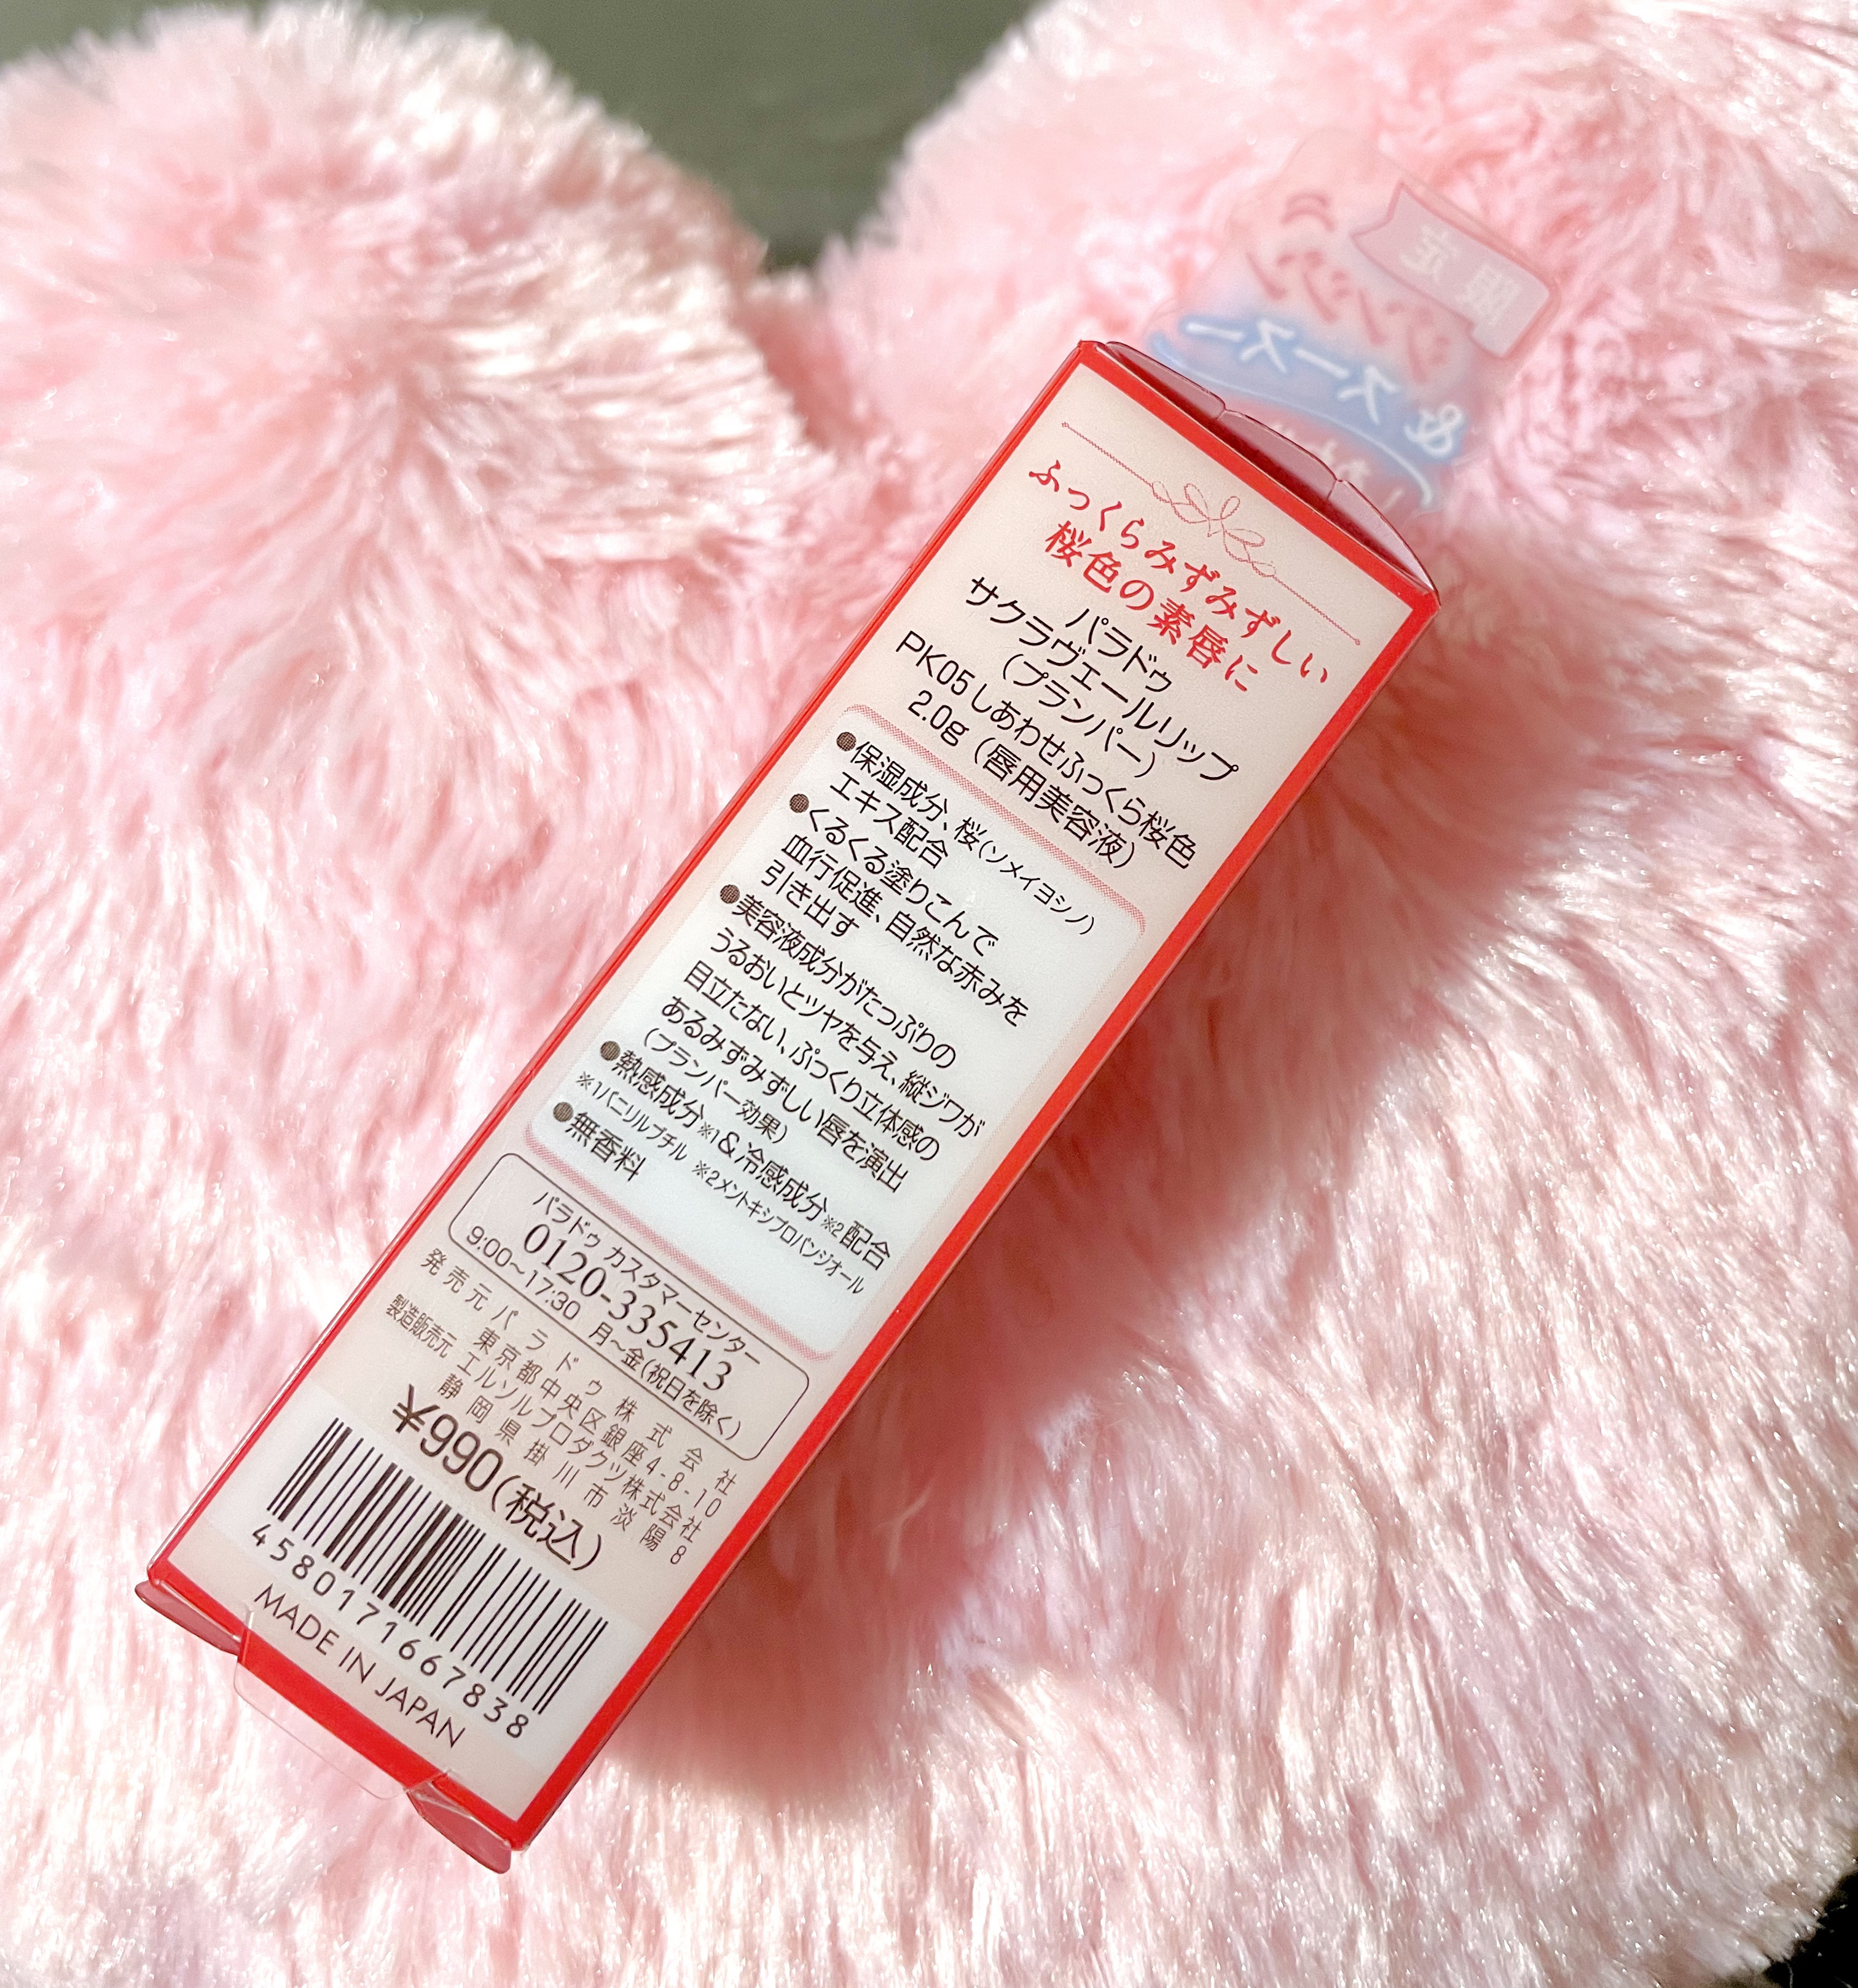 限定
ジンジン
&スースー
ふっくらみずみずしい
桜色の素唇に
パラドゥ
サクラヴェールリップ
(プランパー)
PK05 しあわせふっくら桜色
2.0g (唇用美容液)
●保湿成分、桜(ソメイヨシノ)
エキス配合
●くるくる塗りこんで
血行促進、自然な赤みを
引き出す
●美容液成分がたっぷりの
うるおいとツヤを与え、縦ジワが
目立たない、ぷっくり立体感の
あるみずみずしい唇を演出
(プランパー効果)
●熱感成分※1&冷感成分※2配合
※1バニリルブチル ※2メントキシプロパンジオール
●無香料
パラドゥ カスタマーセンター
0120-335413
9:00~17:30 月~金(祝日を除く)
発売元 パラドゥ株式会社
東京都中央区銀座4-8-10
製造販売元 エルソルプロダクツ株式会社
静岡県掛川市淡陽8
¥990(税込)
4580171667838
MADE IN JAPAN